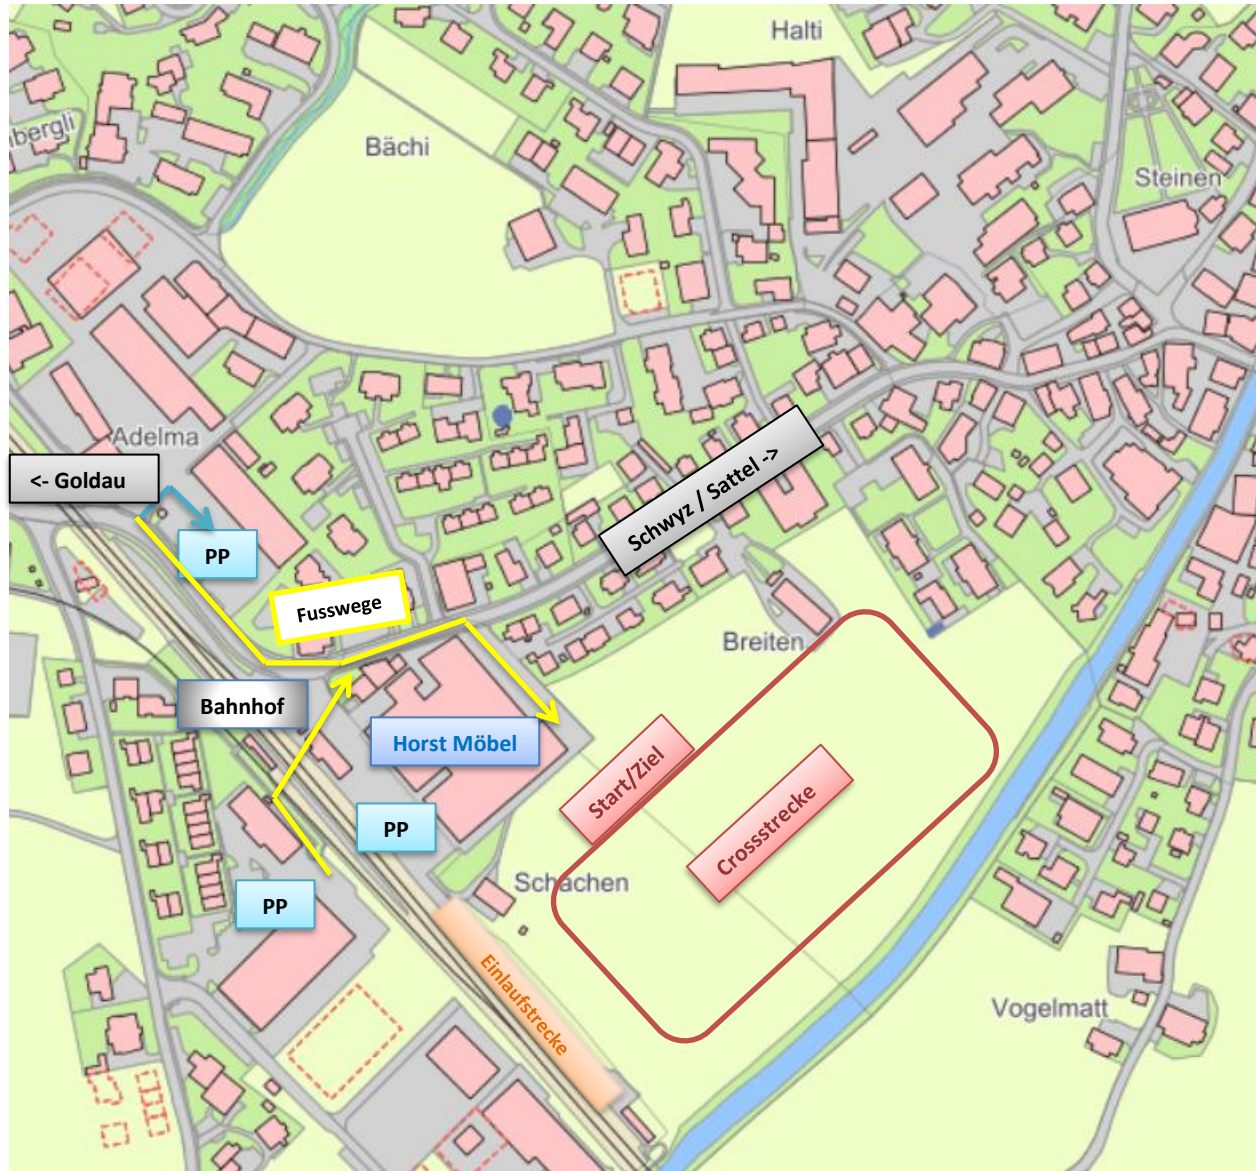 Halti
Bächi
bergli
Steinen
Adelma
<- Goldau
Schwyz / Sattel ->
PP
Fusswege
Breiten
Bahnhof
Horst Möbel
Start/Ziel
Crossstrecke
PP
Schachen
PP
Einlaufstrecke
Vogelmatt